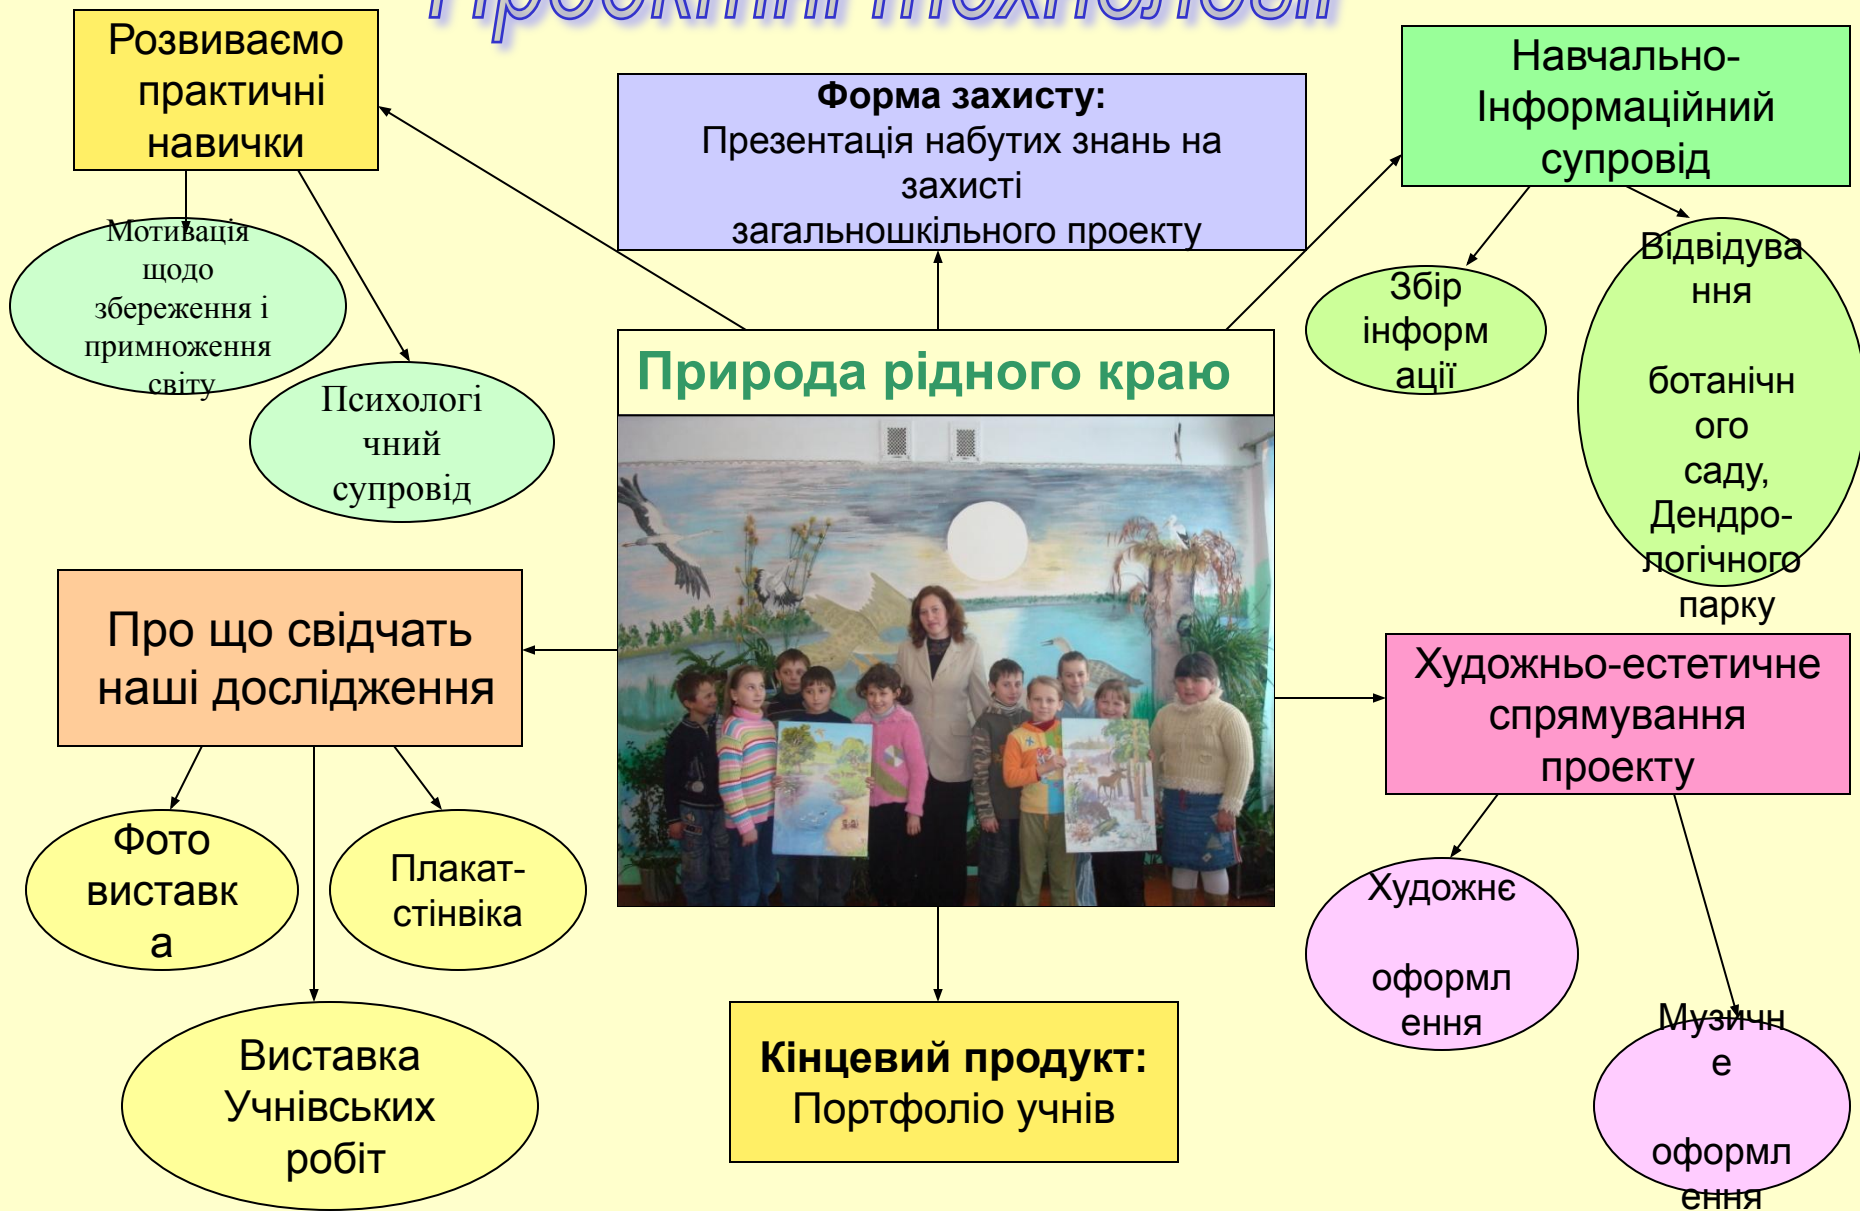 Проектні технології
Розвиваємо
практичні
навички
Форма захисту:
Презентація набутих знань на
захисті
загальношкільного проекту
Навчально-
Інформаційний
супровід
Мотивація
щодо
збереження і
примноження
світу
Психологі
чний
супровід
Природа рідного краю
Збір
інформ
ації
Відвідува
ння
ботанічн
ого
саду,
Дендро-
логічного
парку
Про що свідчать
наші дослідження
Художньо-естетичне
спрямування
проекту
Фото
виставк
а
Плакат-
стінвіка
Виставка
Учнівських
робіт
Кінцевий продукт:
Портфоліо учнів
Художнє
оформл
ення
Музичн
е
оформл
ення